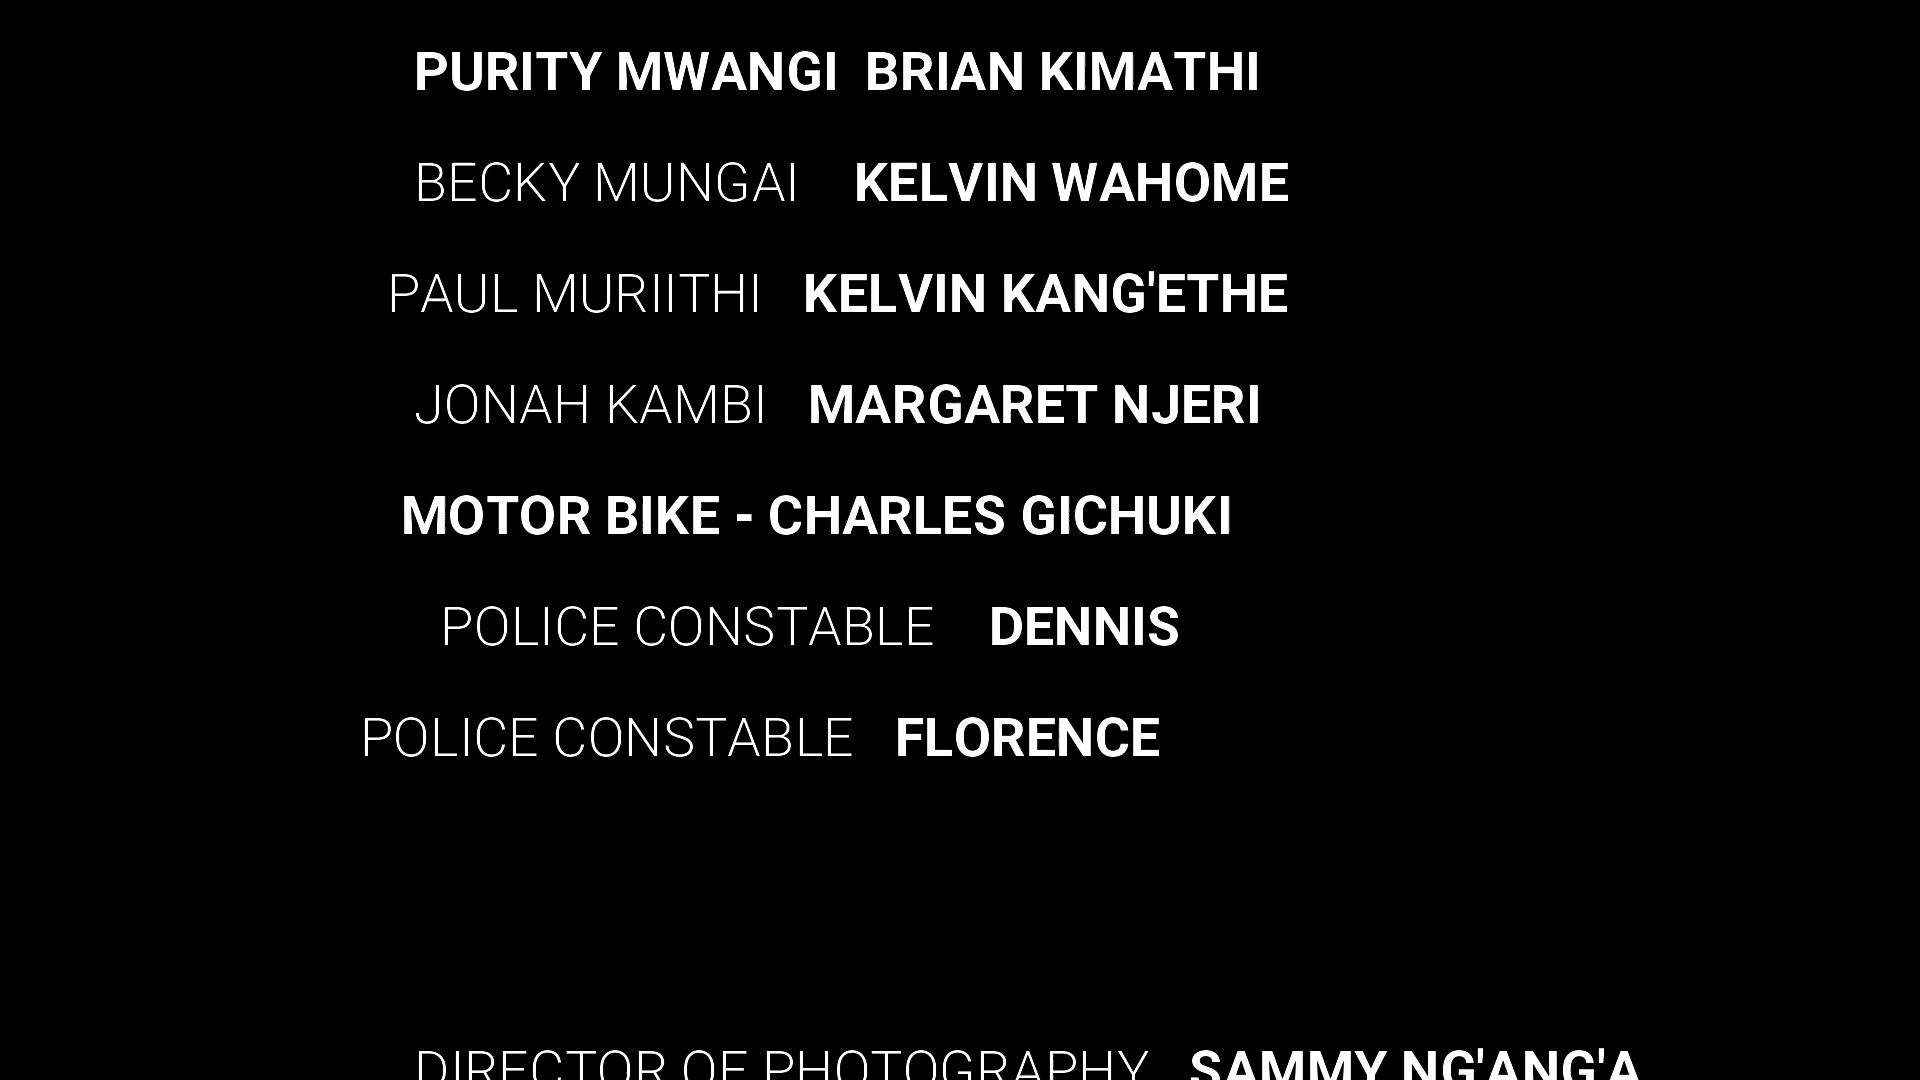 PURITY MWANGI BRIAN KIMATHI
BECKY MUNGAI KELVIN WAHOME
PAUL MURIITHI KELVIN KANG'ETHE
JONAH KAMBI MARGARET NJERI
MOTOR BIKE - CHARLES GICHUKI
POLICE CONSTABLE DENNIS
POLICE CONSTABLE FLORENCE
DIRECTOR OF PHOTOGRAPHY SAMMY NG'ANG'A